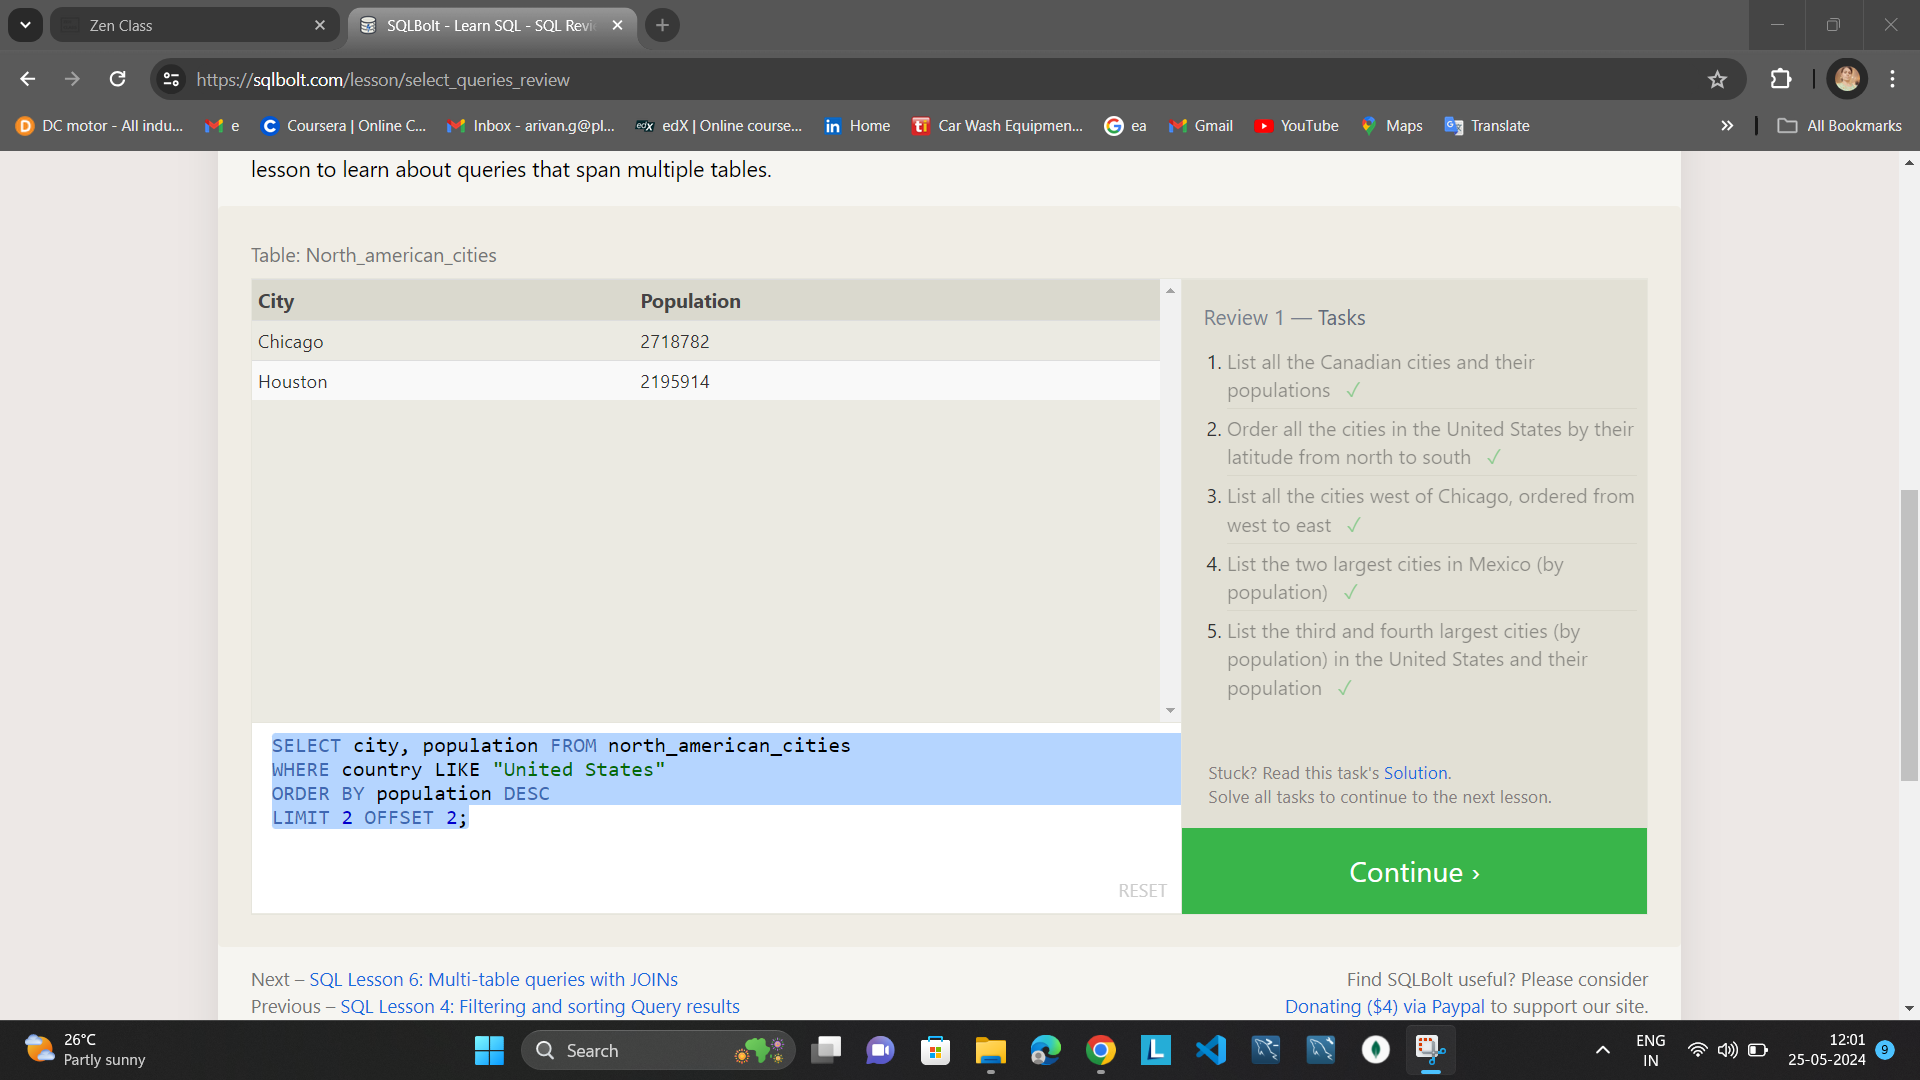 Zen Class
SQLBolt - Learn SQL - SQL Revi
https://sqlbolt.com/lesson/select_queries_review
DC motor - All indu...
e
Coursera | Online C...
Inbox - arivan.g@pl...
edX | Online course...
Home
Car Wash Equipmen...
ea
Gmail
YouTube
Maps
Translate
All Bookmarks
lesson to learn about queries that span multiple tables.
Table: North_american_cities
City Population
Chicago 2718782
Houston 2195914
Review 1 — Tasks
1. List all the Canadian cities and their
populations ✓
2. Order all the cities in the United States by their
latitude from north to south ✓
3. List all the cities west of Chicago, ordered from
west to east ✓
4. List the two largest cities in Mexico (by
population) ✓
5. List the third and fourth largest cities (by
population) in the United States and their
population ✓
SELECT city, population FROM north_american_cities
WHERE country LIKE "United States"
ORDER BY population DESC
LIMIT 2 OFFSET 2;
RESET
Stuck? Read this task's Solution.
Solve all tasks to continue to the next lesson.
Continue ›
Next – SQL Lesson 6: Multi-table queries with JOINs
Previous – SQL Lesson 4: Filtering and sorting Query results
Find SQLBolt useful? Please consider
Donating ($4) via Paypal to support our site.
26°C
Partly sunny
Search
ENG
IN
12:01
25-05-2024
9